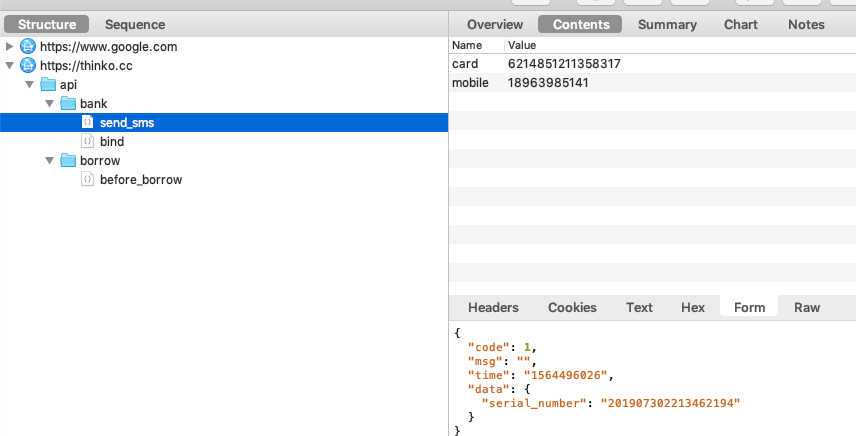 Structure Sequence
https://www.google.com
https://thinko.cc
api
bank
send_sms
bind
borrow
before_borrow
Overview Contents Summary Chart Notes
Name Value
card 6214851211358317
mobile 18963985141
Headers Cookies Text Hex Form Raw
{
"code": 1,
"msg": "",
"time": "1564496026",
"data": {
"serial_number": "201907302213462194"
}
}